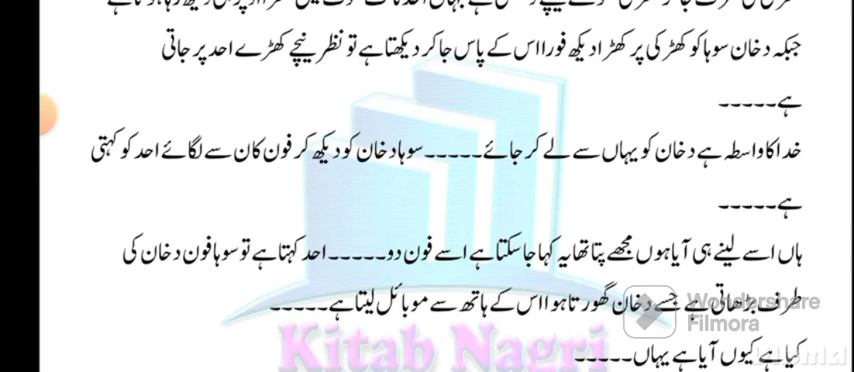 جبکہ دخان سوہا کو کھڑکی پر کھڑا دیکھ فورا اس کے پاس جا کر دیکھتا ہے تو نظر نیچے کھڑے احد پر جاتی
ہے-----
خدا کا واسطہ ہے دخان کو یہاں سے لے کر جائے-----سوہا دخان کو دیکھ کر فون کان سے لگائے احد کو کہتی
ہے-----
ہاں اسے لینے ہی آیا ہوں مجھے پتا تھا یہ کہا جا سکتا ہے اسے فون دو-----احد کہتا ہے تو سوہا فون دخان کی
طرف بڑھاتی ہے جسے دخان گھورتا ہوا اس کے ہاتھ سے موبائل لیتا ہے-----
Wondershare
Filmora
کیا ہے کیوں آیا ہے یہاں-----
Kitab Nagri